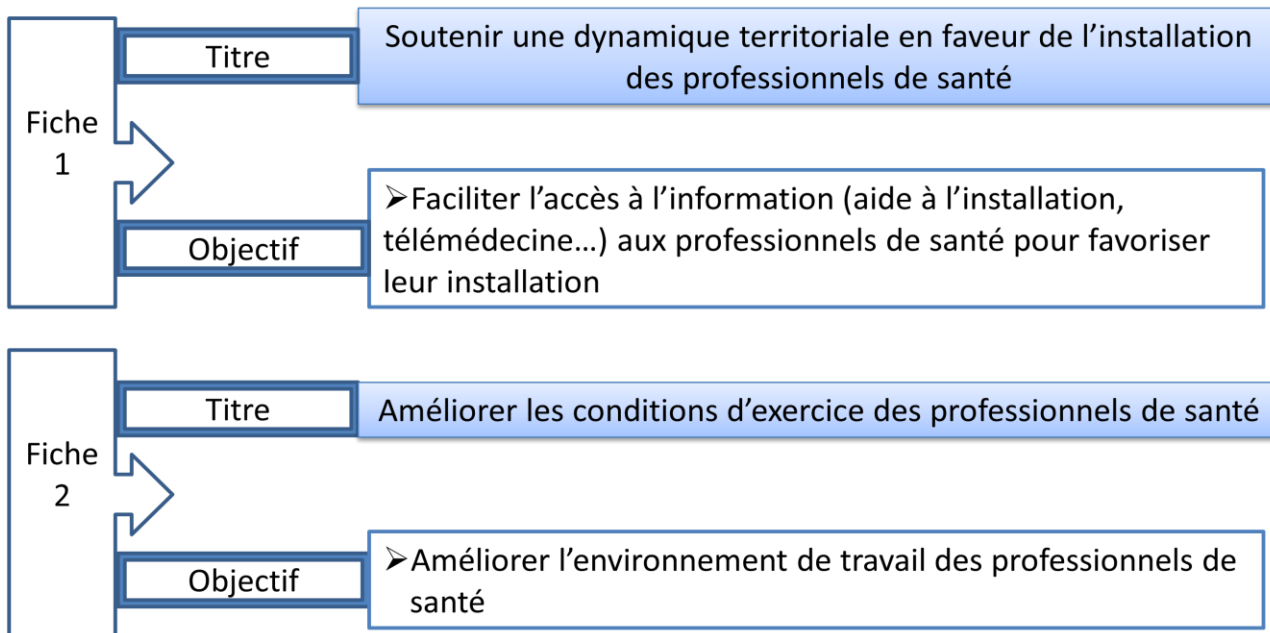 Titre
Soutenir une dynamique territoriale en faveur de l’installation
des professionnels de santé
Fiche
1
➢Faciliter l’accès à l’information (aide à l’installation,
télémédecine…) aux professionnels de santé pour favoriser
leur installation
Objectif
Titre
Améliorer les conditions d’exercice des professionnels de santé
Fiche
2
➢Améliorer l’environnement de travail des professionnels de
santé
Objectif